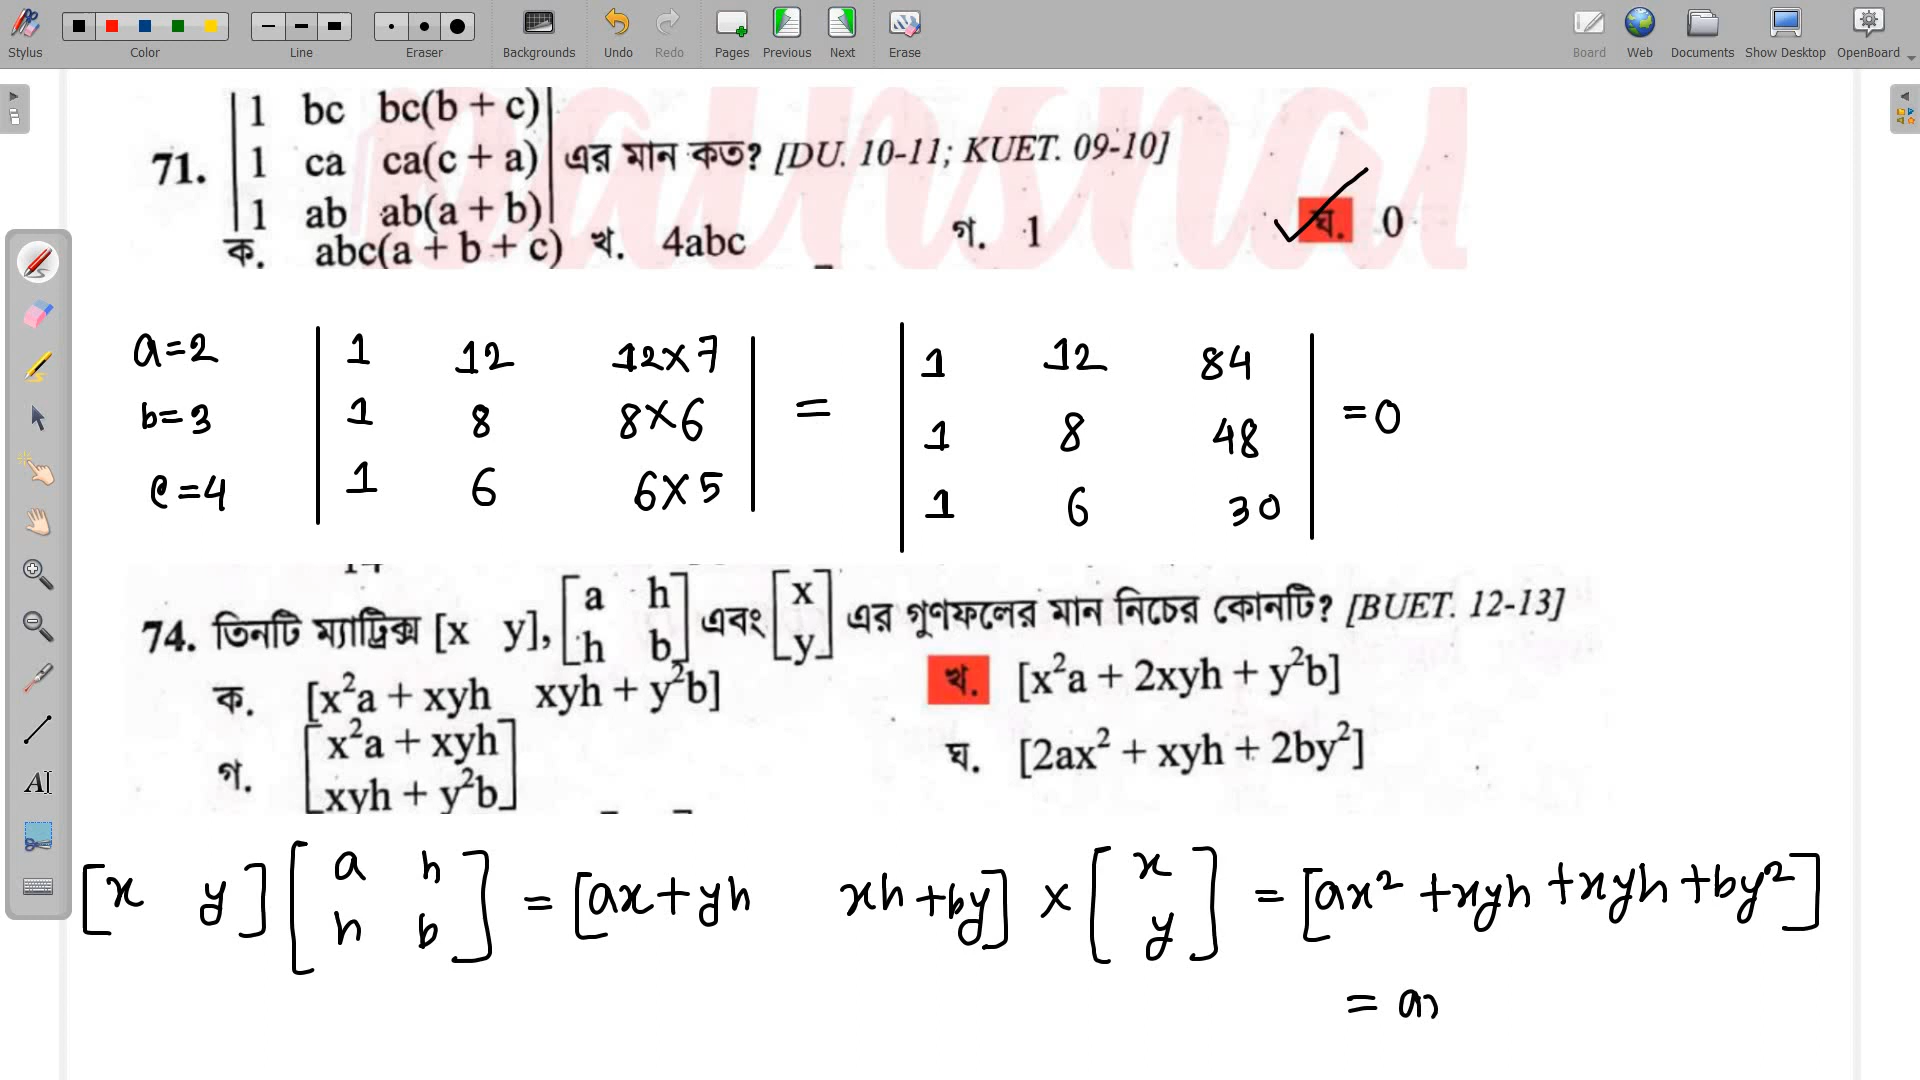 Stylus Color Line Eraser Backgrounds Undo Redo Pages Previous Next Erase Board Web Documents Show Desktop OpenBoard
71. | 1 bc bc(b + c) |
| 1 ca ca(c + a) | এর মান কত? [DU. 10-11; KUET. 09-10]
| 1 ab ab(a + b) |
ক. abc(a + b + c) খ. 4abc গ. 1 ঘ. 0
a=2 | 1 12 12×7 | = | 1 12 84 | =0
b=3 | 1 8 8×6 | | 1 8 48 |
c=4 | 1 6 6×5 | | 1 6 30 |
74. তিনটি ম্যাট্রিক্স [x y], [a h h b] এবং [x y] এর গুণফলের মান নিচের কোনটি? [BUET. 12-13]
ক. [x²a + xyh xyh + y²b] খ. [x²a + 2xyh + y²b]
গ. [x²a + xyh
xyh + y²b] ঘ. [2ax² + xyh + 2by²]
[x y] [a h h b] = [ax+yh xh+by] × [x y] = [ax² +xyh +xyh +by²]
= ax